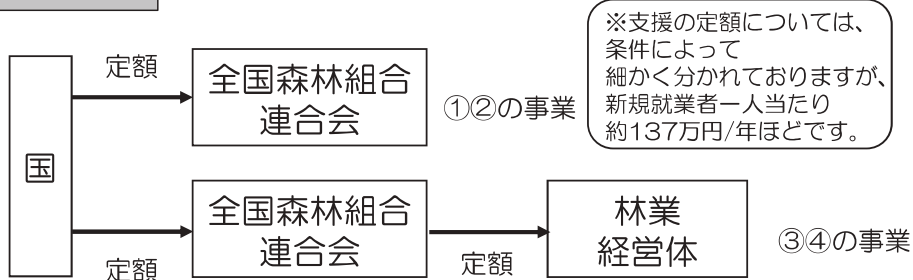 定額
全国森林組合
連合会
①②の事業
※支援の定額については、
条件によって
細かく分かれておりますが、
新規就業者一人当たり
約137万円/年ほどです。
国
全国森林組合
連合会
定額
定額
林業
経営体
③④の事業